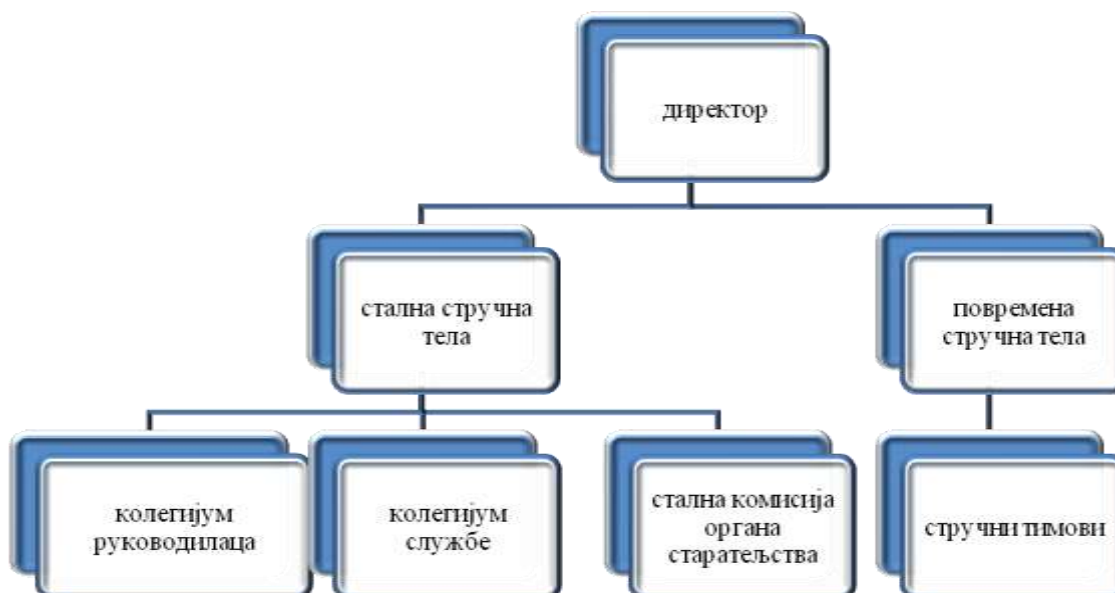 директор
стална стручна
тела
повремена
стручна тела
колегијум
руководилаца
колегијум
службе
стална комисија
органа
старатељства
стручни тимови